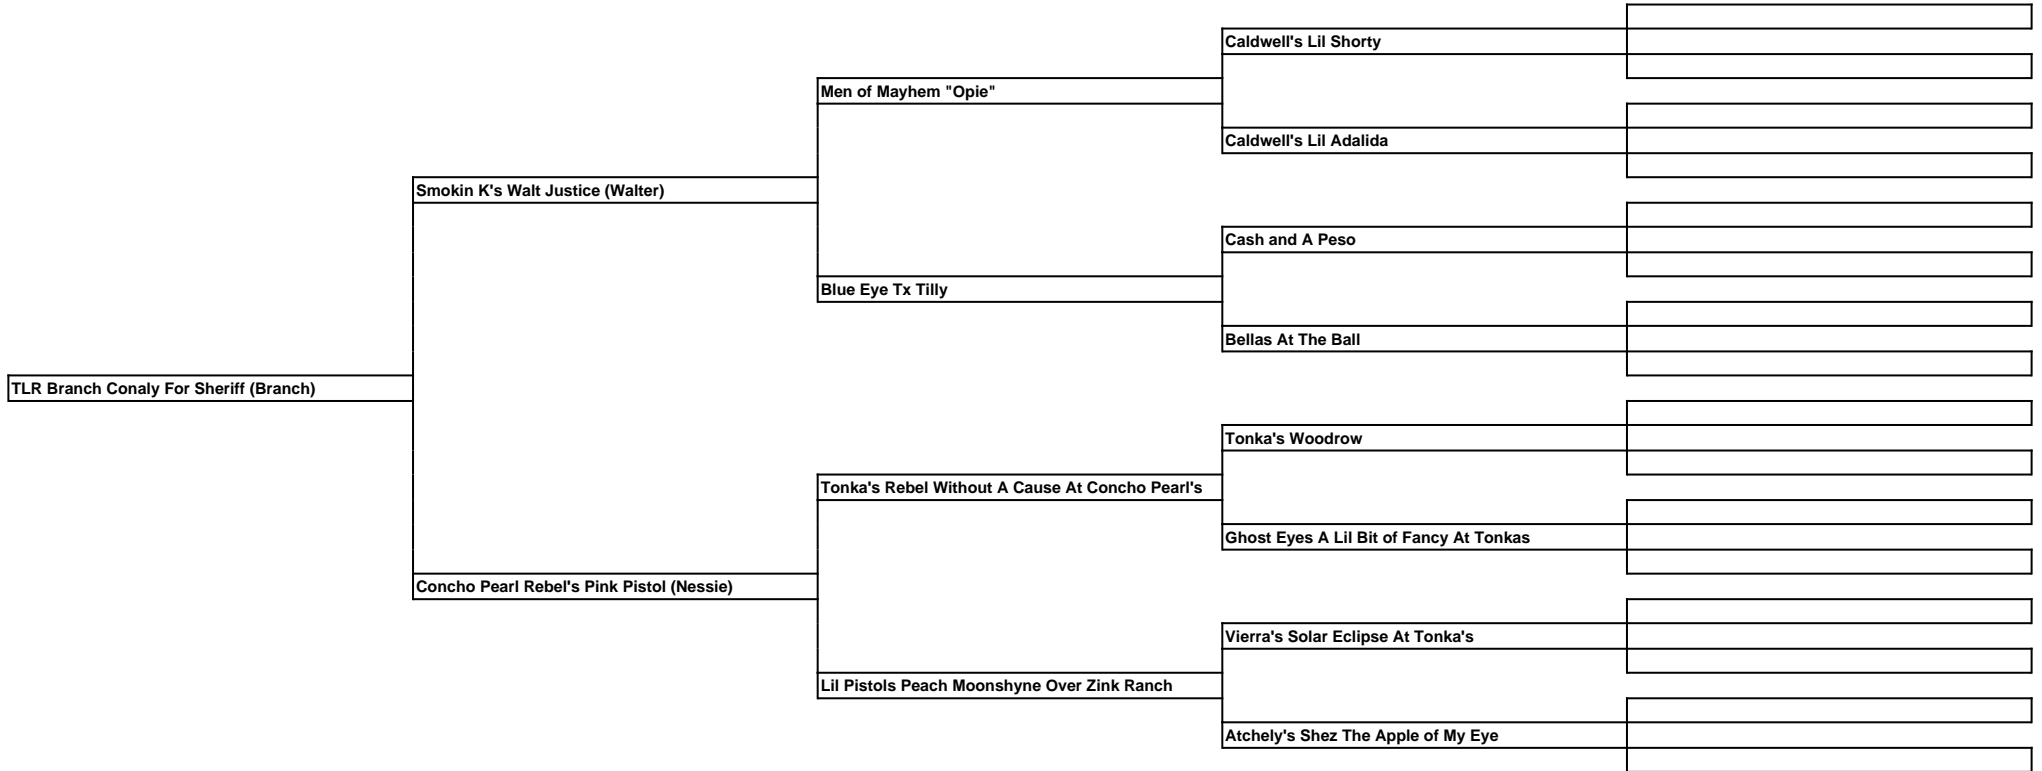 Caldwell's Lil Shorty
Men of Mayhem "Opie"
Caldwell's Lil Adalida
Smokin K's Walt Justice (Walter)
Cash and A Peso
Blue Eye Tx Tilly
Bellas At The Ball
TLR Branch Conaly For Sheriff (Branch)
Tonka's Woodrow
Tonka's Rebel Without A Cause At Concho Pearl's
Ghost Eyes A Lil Bit of Fancy At Tonkas
Concho Pearl Rebel's Pink Pistol (Nessie)
Vierra's Solar Eclipse At Tonka's
Lil Pistols Peach Moonshyne Over Zink Ranch
Atchely's Shez The Apple of My Eye